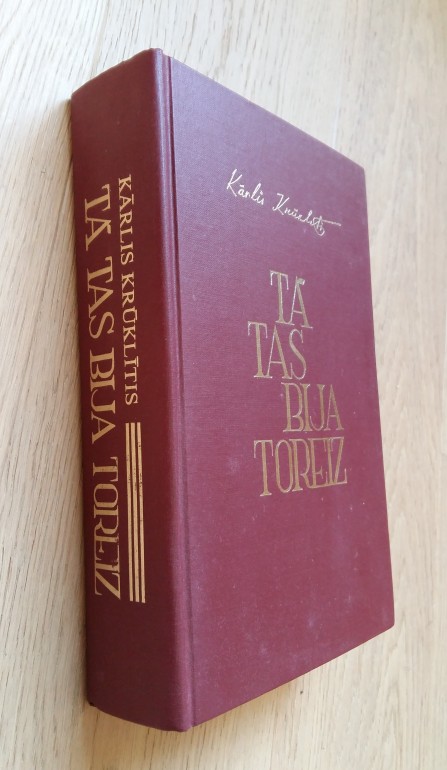 KĀRLIS KRŪKLĪTIS
TĀ TAS BIJA TOREIZ
Kārlis Krūklītis
TĀ
TAS
BIJA
TOREIZ